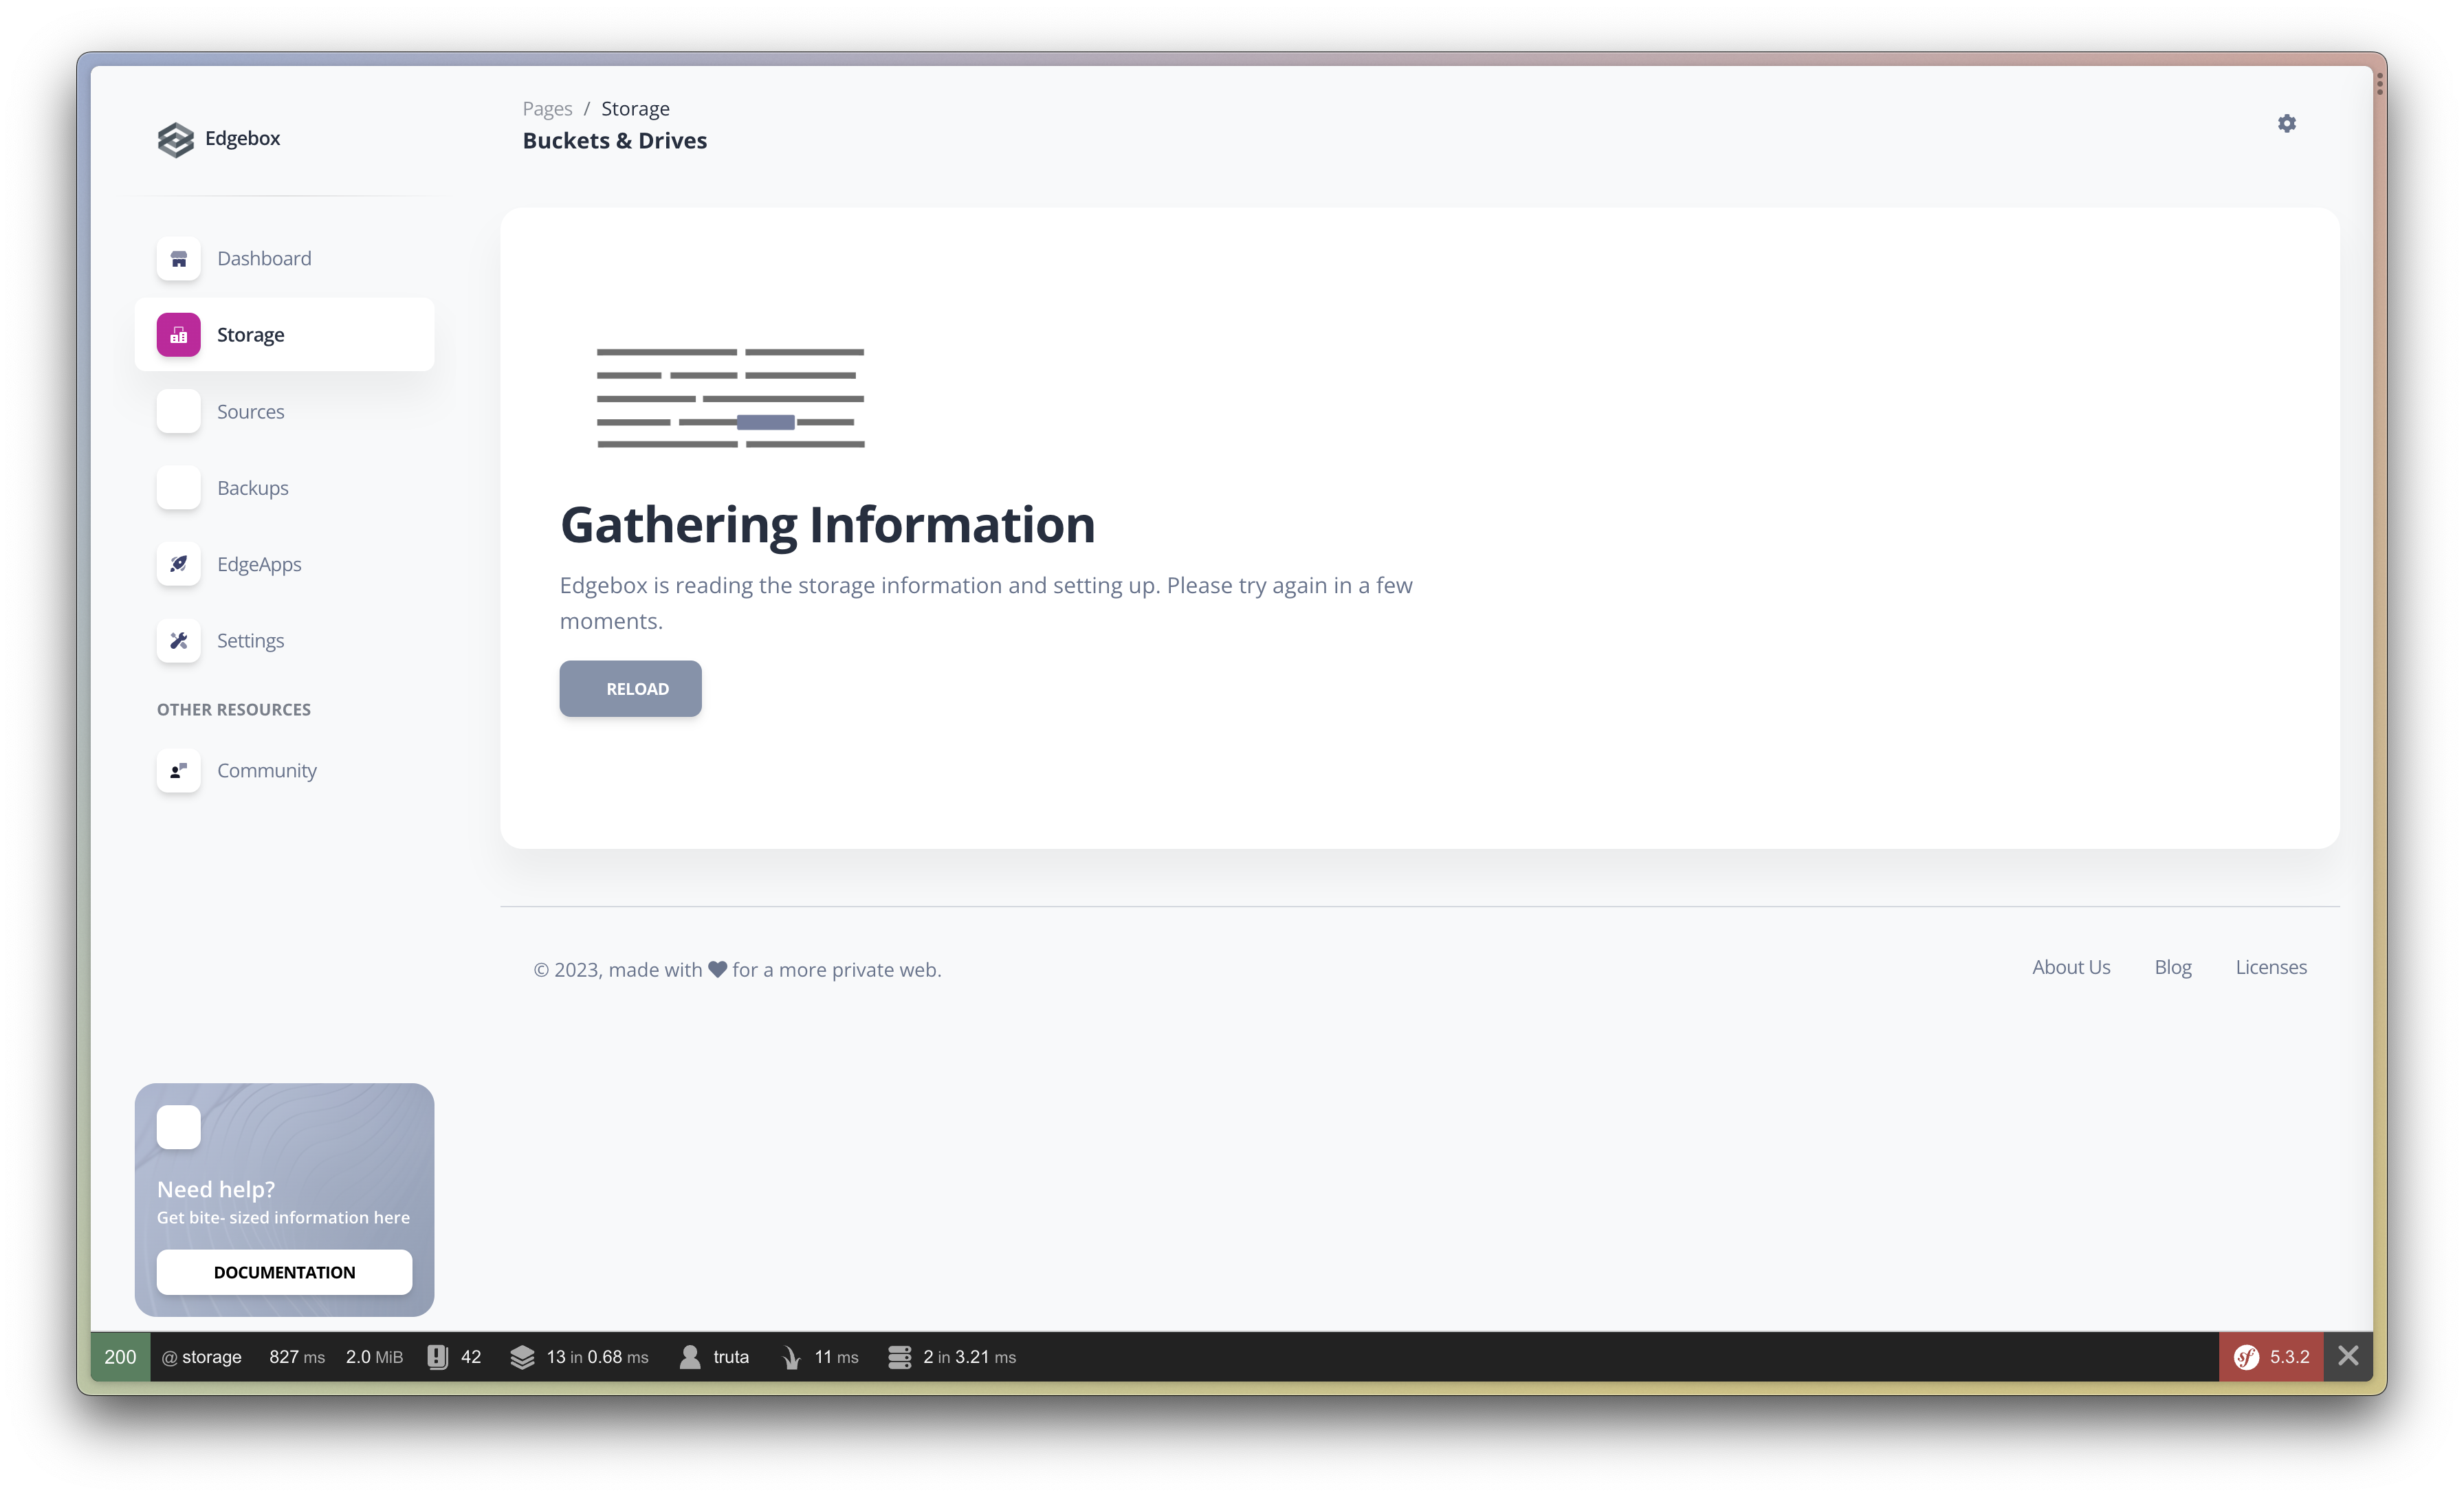 Edgebox
Pages / Storage
Buckets & Drives
Dashboard
Storage
Sources
Backups
EdgeApps
Settings
OTHER RESOURCES
Community
Gathering Information
Edgebox is reading the storage information and setting up. Please try again in a few
moments.
RELOAD
© 2023, made with ♥ for a more private web.
About Us Blog Licenses
Need help?
Get bite- sized information here
DOCUMENTATION
200 @ storage 827 ms 2.0 MiB 42 13 in 0.68 ms truta 11 ms 2 in 3.21 ms sf 5.3.2